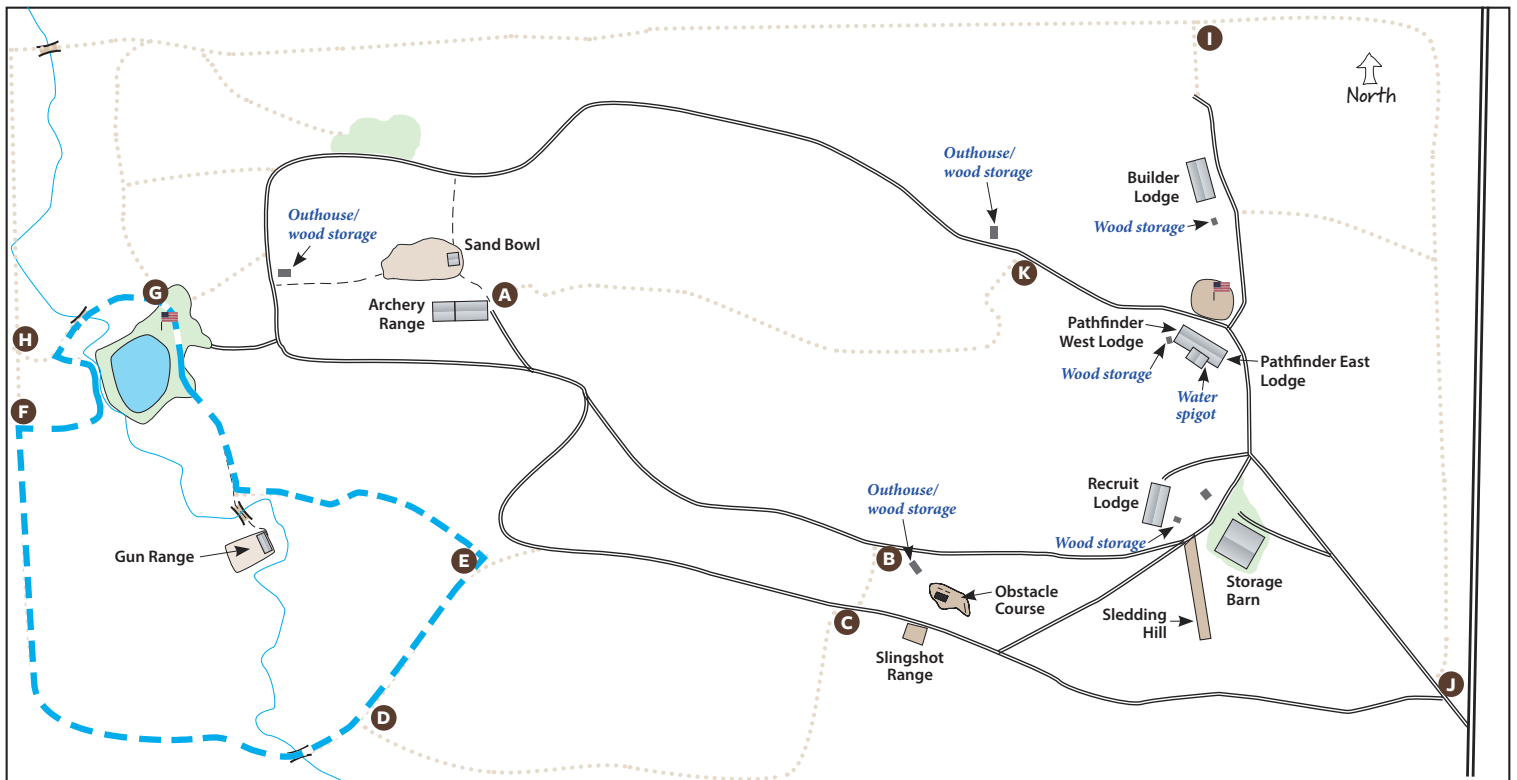 I
North
Outhouse/
wood storage
Builder
Lodge
Wood storage
Outhouse/
wood storage
Sand Bowl
K
G
A
Archery
Range
H
Pathfinder
West Lodge
Pathfinder East
Lodge
Wood storage
Water
spigot
F
Recruit
Lodge
Outhouse/
wood storage
Wood storage
Gun Range
E
B
Storage
Barn
Obstacle
Course
Sledding
Hill
C
Slingshot
Range
J
D